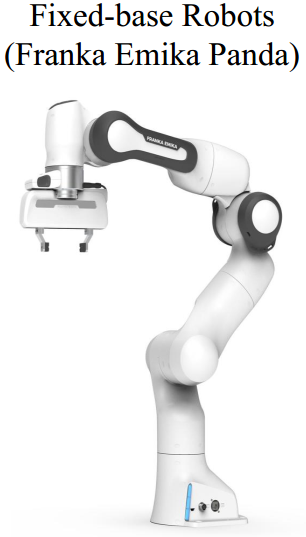 Fixed-base Robots
(Franka Emika Panda)
FRANKA EMIKA